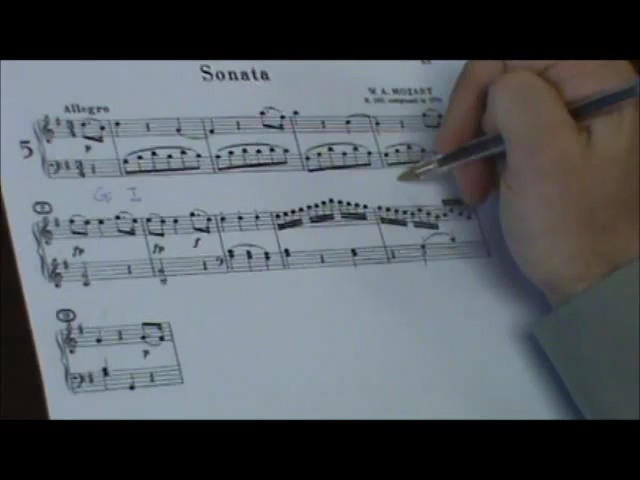 Sonata
Allegro
W. A. MOZART
5
p
G: I
fp fp f
p